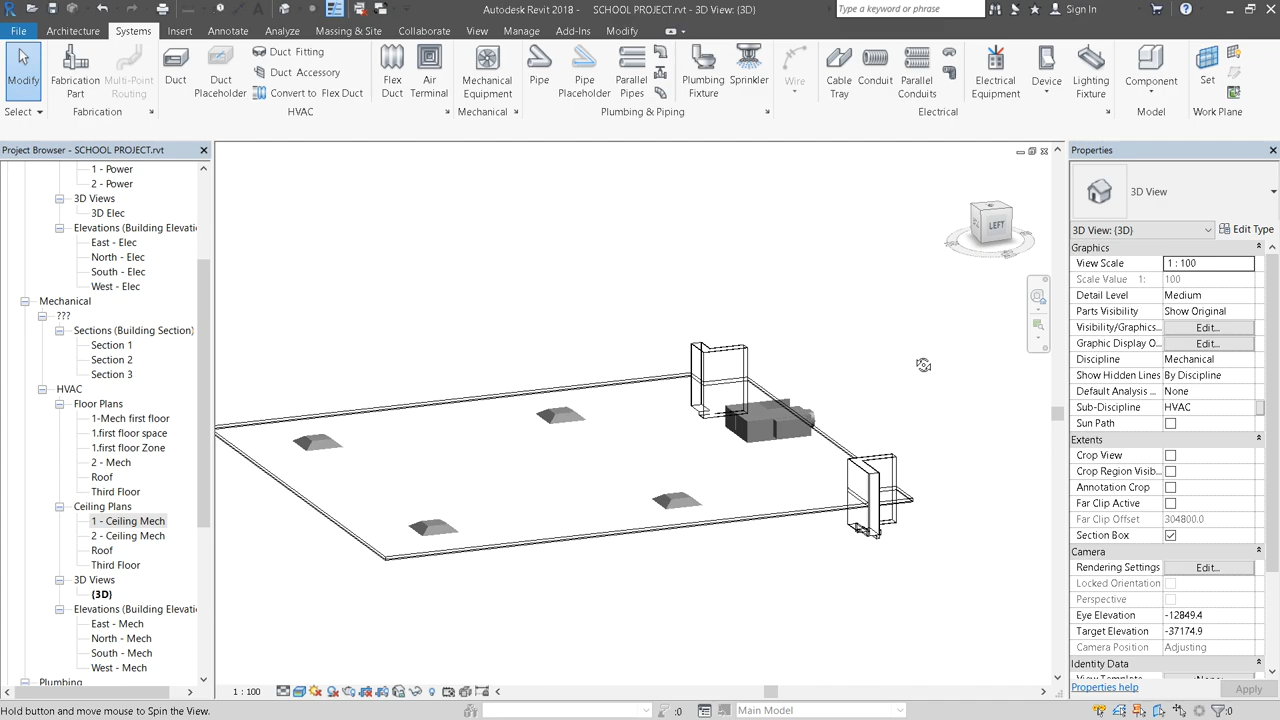 Autodesk Revit 2018 -
SCHOOL PROJECT.rvt - 3D View: {3D}
Type a keyword or phrase
Sign In
File
Architecture
Systems
Insert
Annotate
Analyze
Massing & Site
Collaborate
View
Manage
Add-Ins
Modify
Modify
Fabrication
Part
Multi-Point
Routing
Duct
Duct
Placeholder
Duct Fitting
Duct Accessory
Convert to Flex Duct
Flex
Duct
Air
Terminal
Mechanical
Equipment
Pipe
Pipe
Placeholder
Parallel
Pipes
Plumbing
Fixture
Sprinkler
Wire
Cable
Tray
Conduit
Parallel
Conduits
Electrical
Equipment
Device
Lighting
Fixture
Component
Set
Select
Fabrication
HVAC
Mechanical
Plumbing & Piping
Electrical
Model
Work Plane
Project Browser - SCHOOL PROJECT.rvt
1 - Power
2 - Power
3D Views
3D Elec
Elevations (Building Elevati
East - Elec
North - Elec
South - Elec
West - Elec
Mechanical
???
Sections (Building Section)
Section 1
Section 2
Section 3
HVAC
Floor Plans
1-Mech first floor
1.first floor space
1.first floor Zone
2 - Mech
Roof
Third Floor
Ceiling Plans
1 - Ceiling Mech
2 - Ceiling Mech
Roof
Third Floor
3D Views
{3D}
Elevations (Building Elevati
East - Mech
North - Mech
South - Mech
West - Mech
Plumbing
LEFT
1 : 100
Properties
3D View
3D View: {3D}
Edit Type
Graphics
View Scale 1 : 100
Scale Value 1: 100
Detail Level Medium
Parts Visibility Show Original
Visibility/Graphics... Edit...
Graphic Display O... Edit...
Discipline Mechanical
Show Hidden Lines By Discipline
Default Analysis ... None
Sub-Discipline HVAC
Sun Path
Extents
Crop View
Crop Region Visib...
Annotation Crop
Far Clip Active
Far Clip Offset 304800.0
Section Box
Camera
Rendering Settings Edit...
Locked Orientation
Perspective
Eye Elevation -12849.4
Target Elevation -37174.9
Camera Position Adjusting
Identity Data
Properties help
Apply
Hold button and move mouse to Spin the View.
:0
Main Model
:0